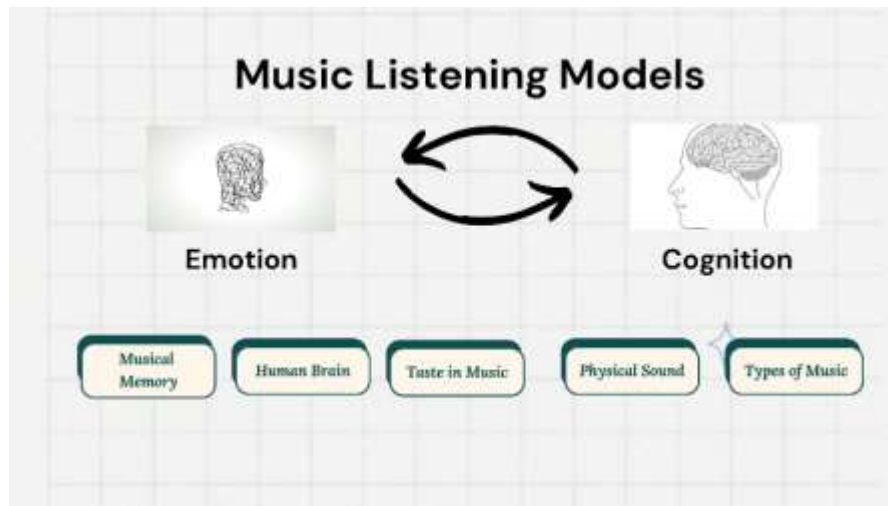 Music Listening Models
Emotion
Cognition
Musical
Memory
Human Brain
Taste in Music
Physical Sound
Types of Music